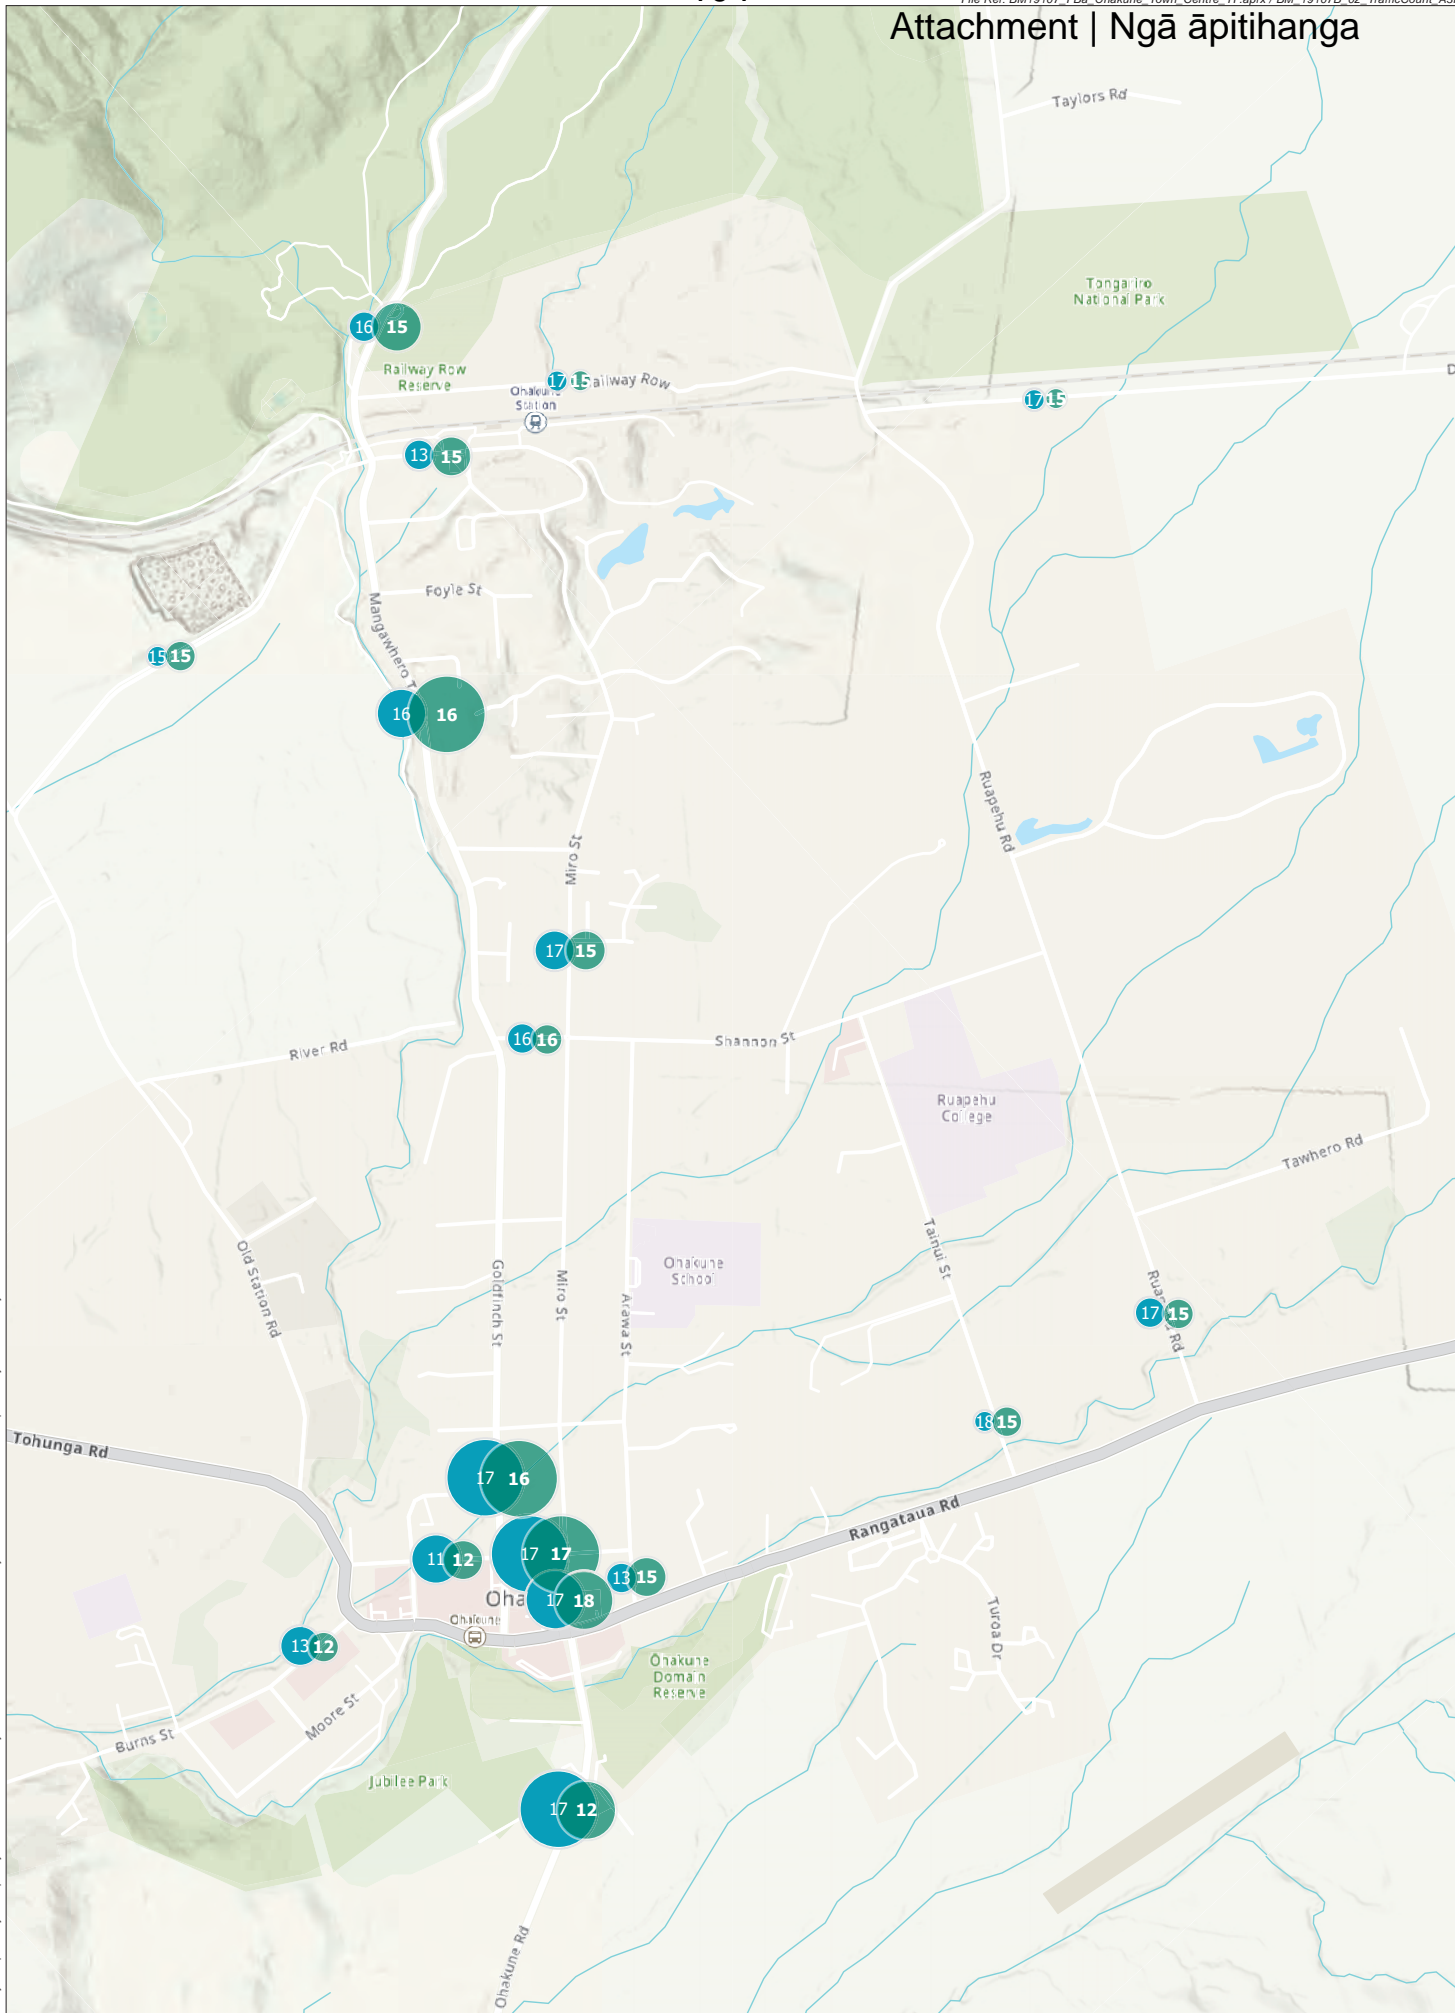 Attachment | Ngā āpitihanga
Taylors Rd
Tongariro
National Park
16 15
Railway Row
Reserve
17 15
Railway Row
Ohakune
Station
17 15
13 15
Foyle St
Mangawhero
15 15
16 16
Ruapehu Rd
Miro St
17 15
16 16
Shannon St
River Rd
Ruapehu
College
Tawhero Rd
Tainui St
Old Station Rd
Goldfinch St
Miro St
Arawa St
Ohakune
School
17 15
18 15
Tohunga Rd
17 16
Rangataua Rd
17 17
11 12
13 15
17 18
Ohakune
Turoa Dr
13 12
Ōhakune
Domain
Reserve
Moore St
Burns St
Jubilee Park
17 12
Ohakune Rd